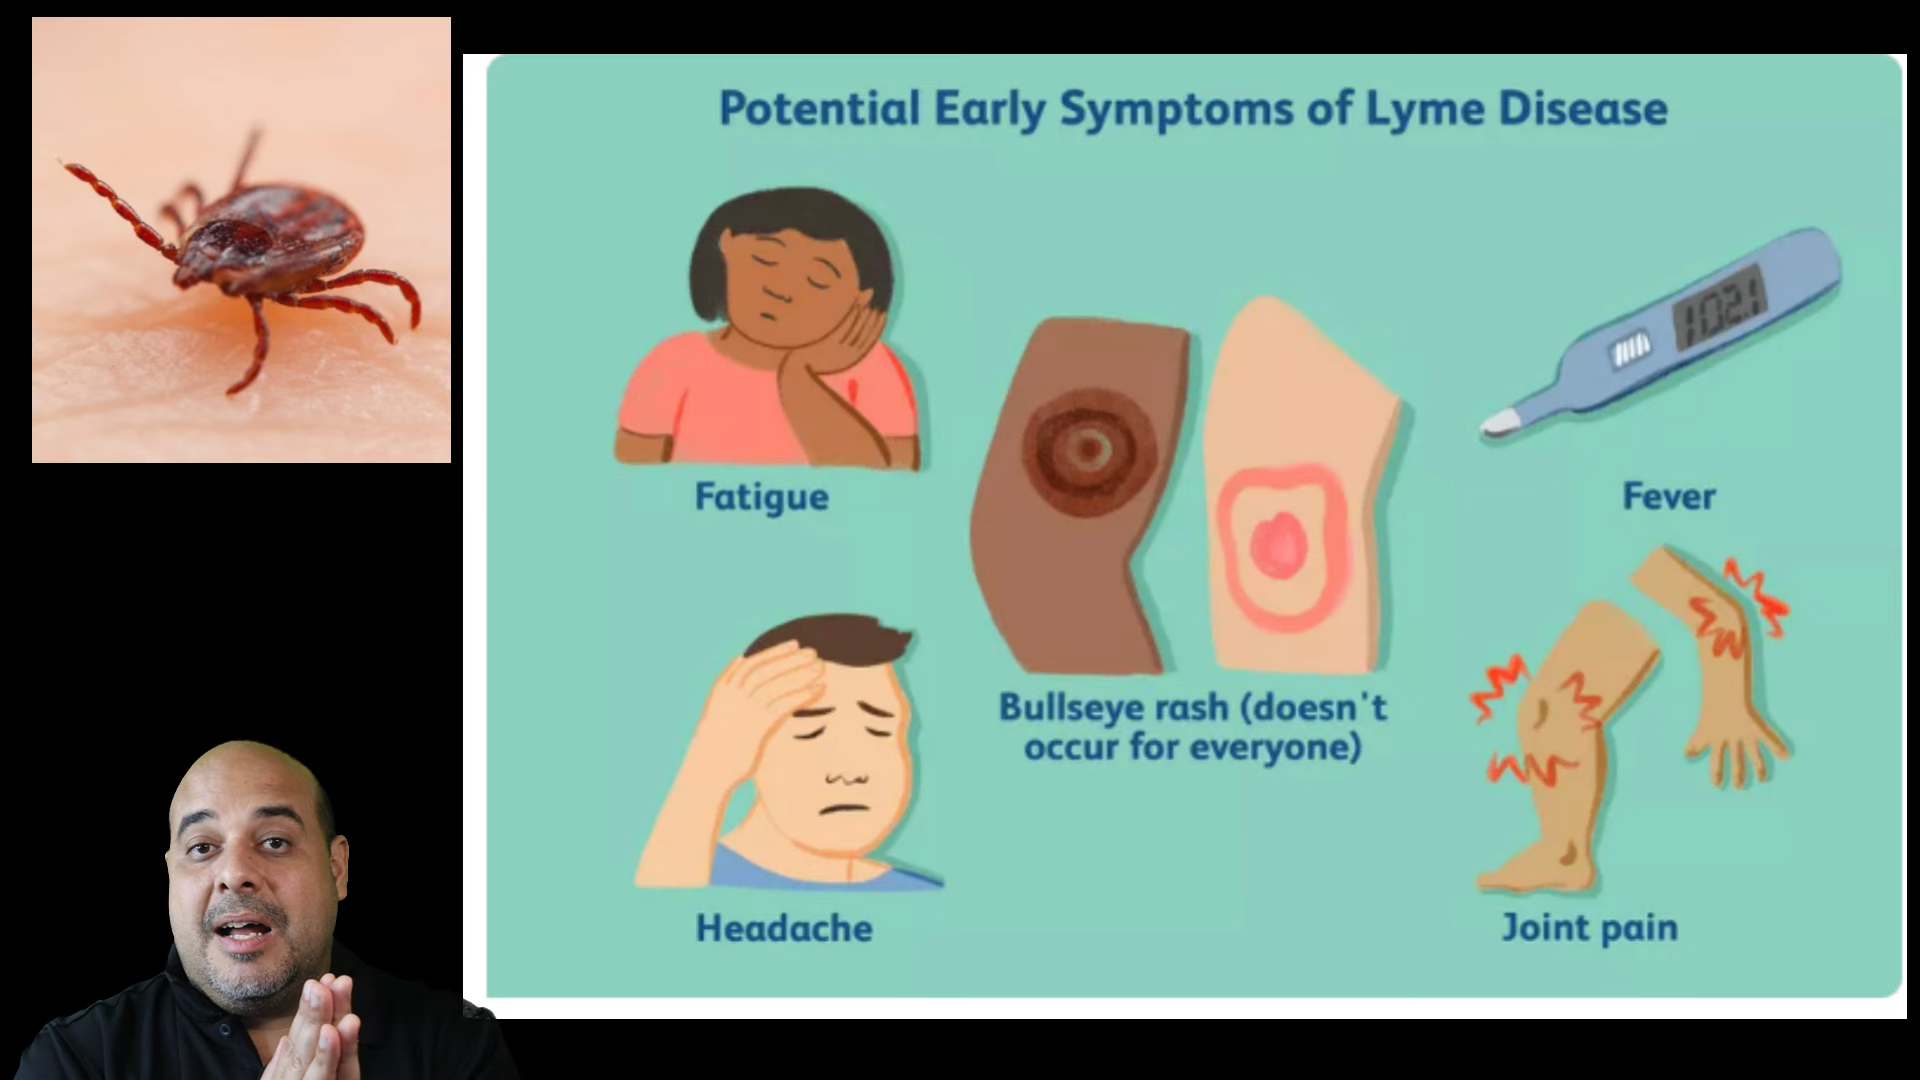 Potential Early Symptoms of Lyme Disease
Fatigue
Bullseye rash (doesn't
occur for everyone)
102.1
Fever
Headache
Joint pain